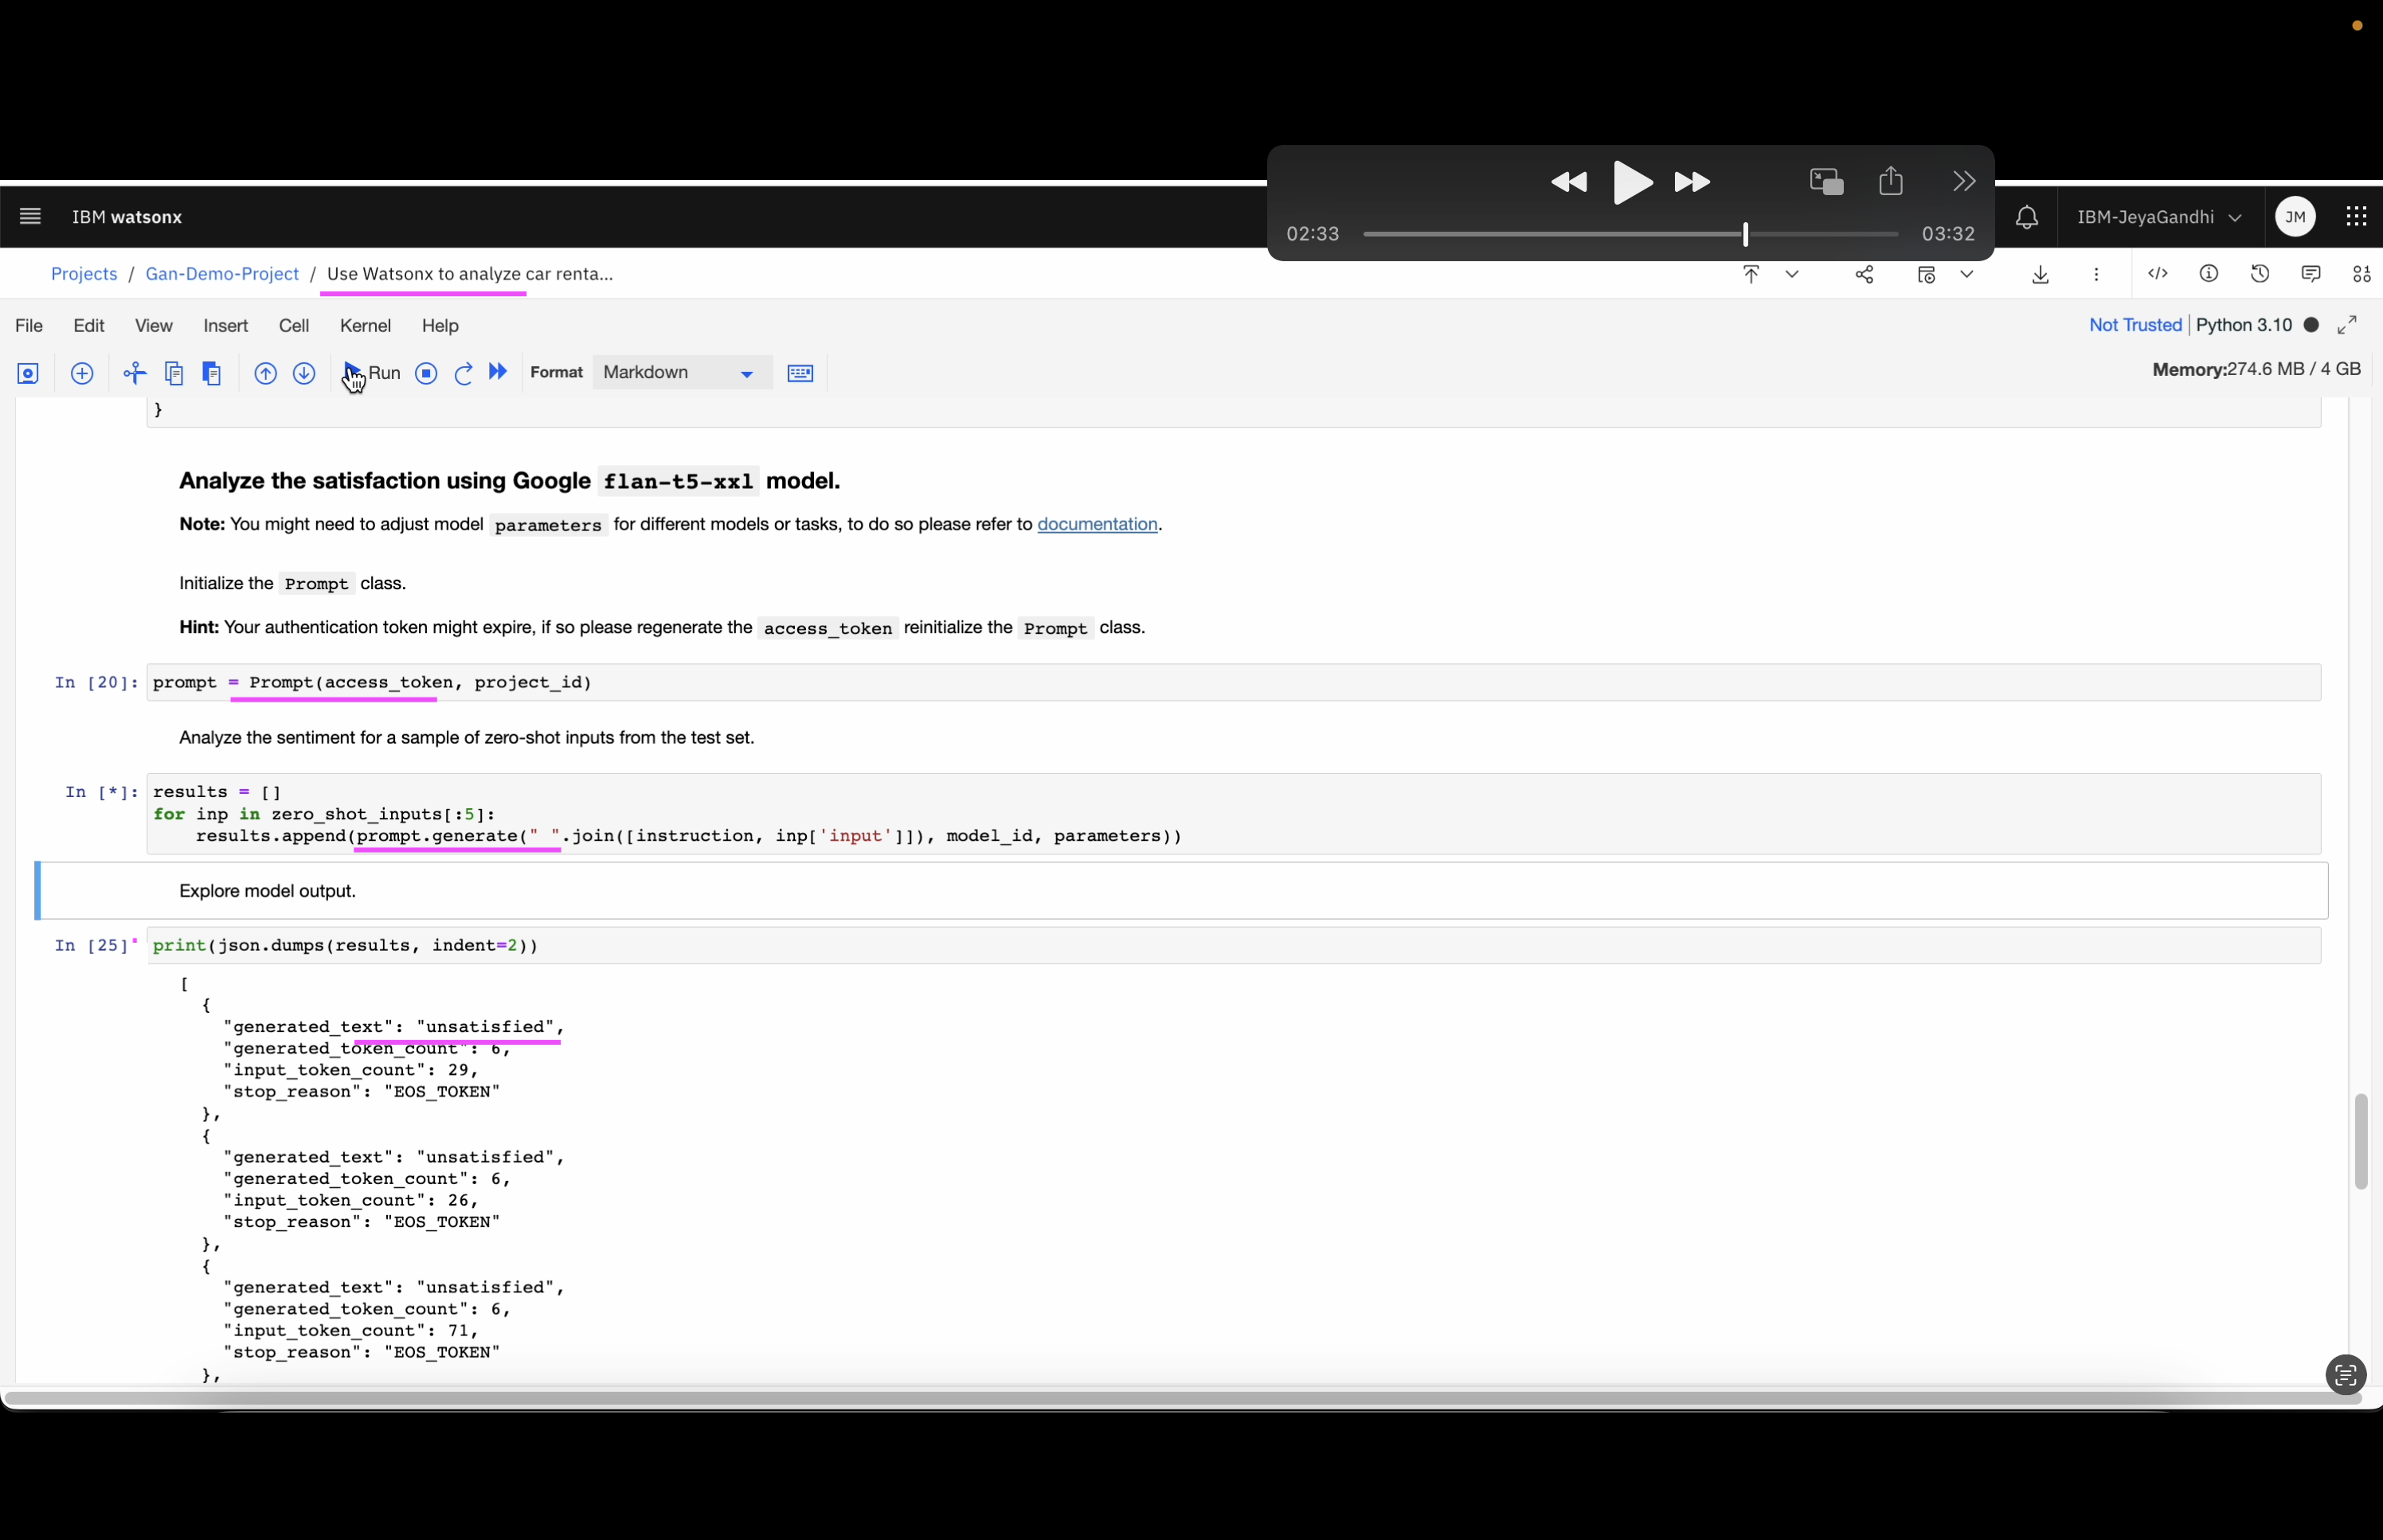 02:33 03:32
IBM watsonx
IBM-JeyaGandhi JM
Projects / Gan-Demo-Project / Use Watsonx to analyze car renta...
File Edit View Insert Cell Kernel Help
Not Trusted Python 3.10
Run Format Markdown
Memory:274.6 MB / 4 GB
}
Analyze the satisfaction using Google flan-t5-xxl model.
Note: You might need to adjust model parameters for different models or tasks, to do so please refer to documentation.
Initialize the Prompt class.
Hint: Your authentication token might expire, if so please regenerate the access_token reinitialize the Prompt class.
In [20]: prompt = Prompt(access_token, project_id)
Analyze the sentiment for a sample of zero-shot inputs from the test set.
In [*]: results = []
for inp in zero_shot_inputs[:5]:
results.append(prompt.generate(" ".join([instruction, inp['input']]), model_id, parameters))
Explore model output.
In [25]: print(json.dumps(results, indent=2))
[
{
"generated_text": "unsatisfied",
"generated_token_count": 6,
"input_token_count": 29,
"stop_reason": "EOS_TOKEN"
},
{
"generated_text": "unsatisfied",
"generated_token_count": 6,
"input_token_count": 26,
"stop_reason": "EOS_TOKEN"
},
{
"generated_text": "unsatisfied",
"generated_token_count": 6,
"input_token_count": 71,
"stop_reason": "EOS_TOKEN"
},